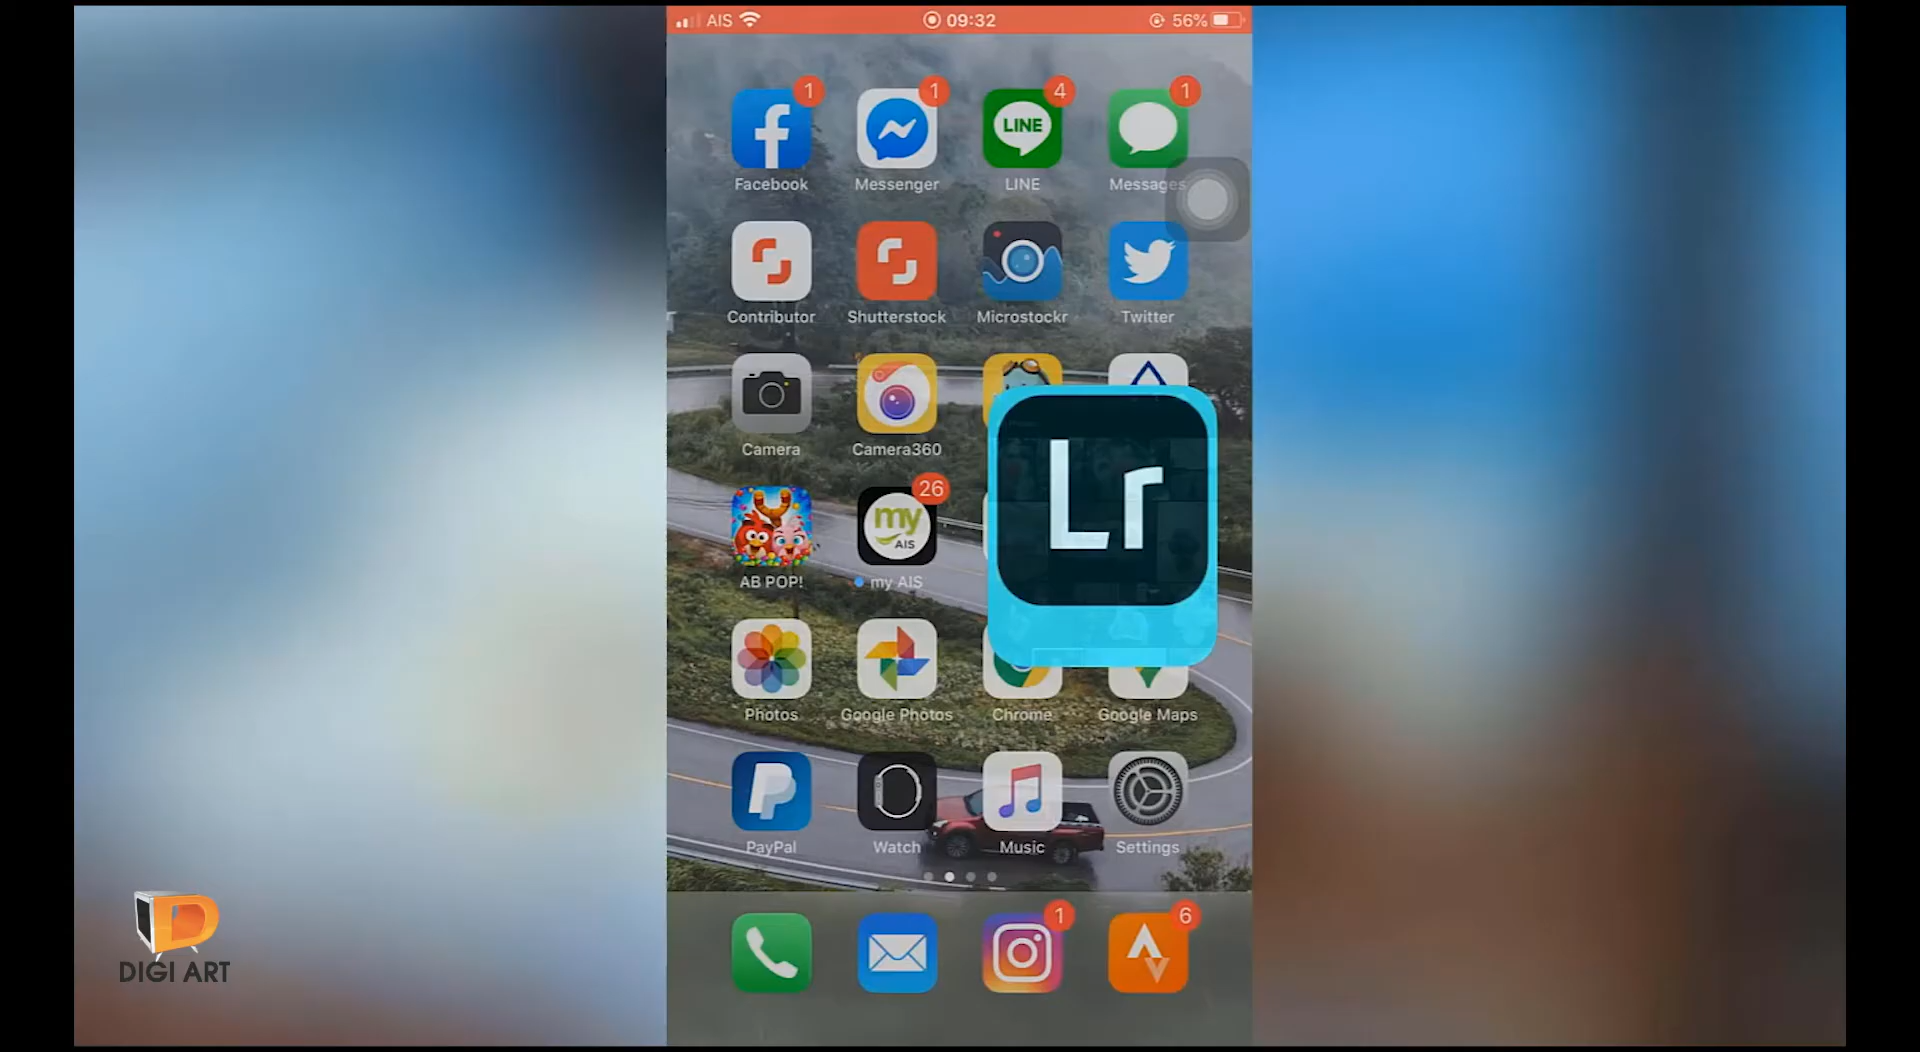 AIS 09:32 56%
1 1 4 1
f LINE
Facebook Messenger LINE Messages
Contributor Shutterstock Microstockr Twitter
Camera Camera360
Lr
26
my
AIS
AB POP! my AIS
Photos Google Photos Chrome Google Maps
P
PayPal Watch Music Settings
1 6
D
DIGI ART